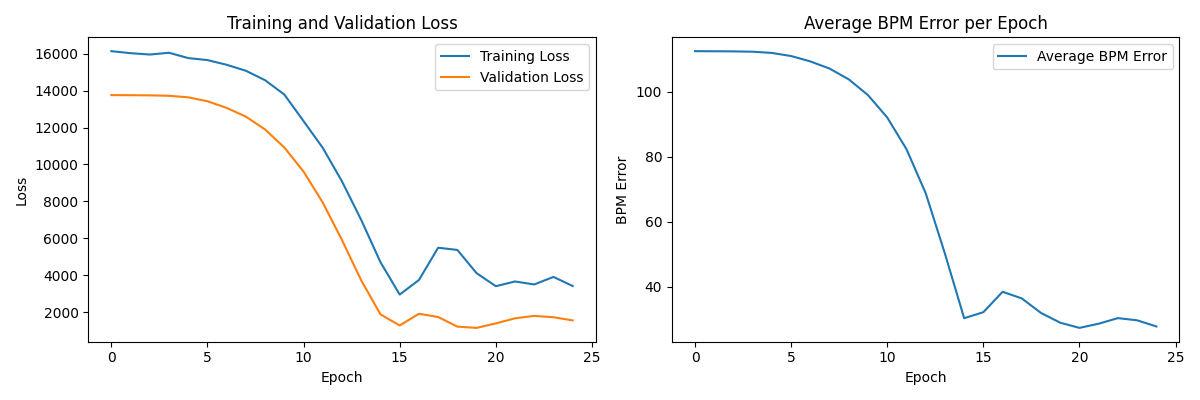 Training and Validation Loss
Training Loss
Validation Loss
16000
14000
12000
10000
8000
6000
4000
2000
Loss
0
5
10
15
20
25
Epoch
Average BPM Error per Epoch
Average BPM Error
100
80
60
40
BPM Error
0
5
10
15
20
25
Epoch